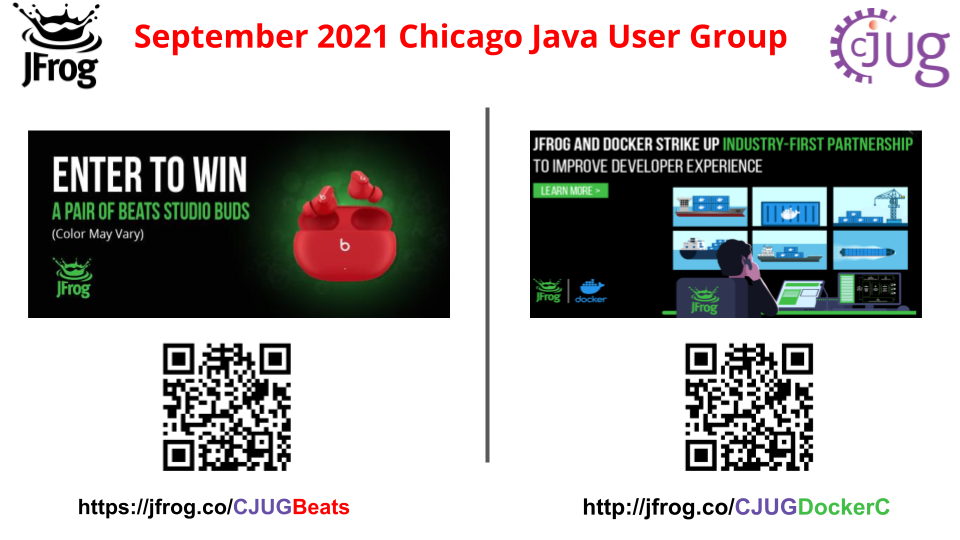 JFrog
September 2021 Chicago Java User Group
cjug
ENTER TO WIN
A PAIR OF BEATS STUDIO BUDS
(Color May Vary)
b
JFrog
https://jfrog.co/CJUGBeats
JFROG AND DOCKER STRIKE UP INDUSTRY-FIRST PARTNERSHIP
TO IMPROVE DEVELOPER EXPERIENCE
LEARN MORE >
JFrog
docker
JFrog
http://jfrog.co/CJUGDockerC